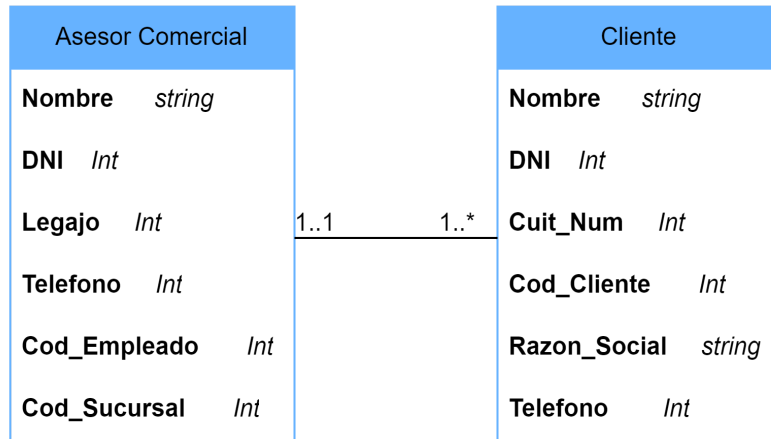 Asesor Comercial
Nombre string
DNI Int
Legajo Int
Telefono Int
Cod_Empleado Int
Cod_Sucursal Int
1..1 1..*
Cliente
Nombre string
DNI Int
Cuit_Num Int
Cod_Cliente Int
Razon_Social string
Telefono Int